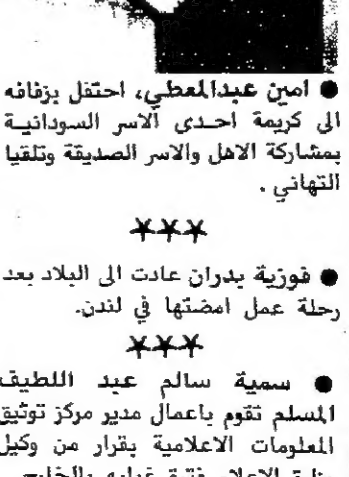 ● امين عبدالمعطي، احتفل بزفافه
الى كريمة احدى الاسر السودانية
بمشاركة الاهل والاسر الصديقة وتلقيا
التهاني .
★★★
● فوزية بدران عادت الى البلاد بعد
رحلة عمل امضتها في لندن.
★★★
● سمية سالم عبد اللطيف
المسلم تقوم باعمال مدير مركز توثيق
المعلومات الاعلامية بقرار من وكيل